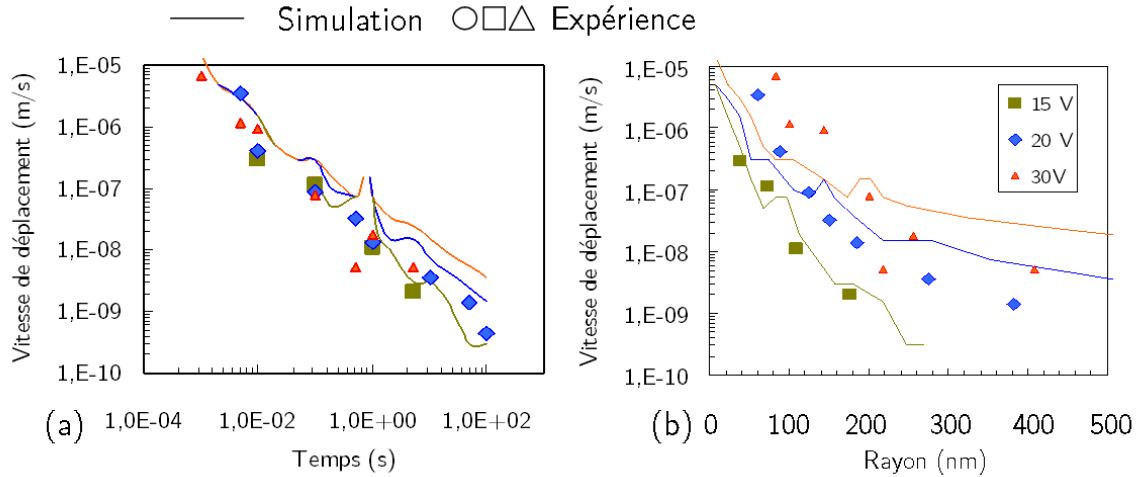 Simulation Expérience
Vitesse de déplacement (m/s)
1,E-05
1,E-06
1,E-07
1,E-08
1,E-09
1,E-10
(a)
1,0E-04 1,0E-02 1,0E+00 1,0E+02
Temps (s)
Vitesse de déplacement (m/s)
1,E-05
1,E-06
1,E-07
1,E-08
1,E-09
1,E-10
15 V
20 V
30V
(b)
0 100 200 300 400 500
Rayon (nm)